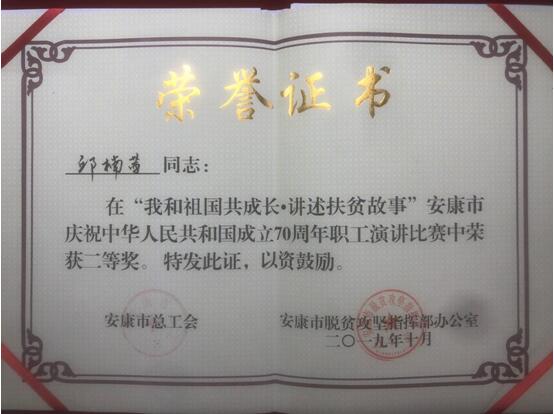 荣誉证书
邱楠萱 同志:
在“我和祖国共成长·讲述扶贫故事”安康市
庆祝中华人民共和国成立70周年职工演讲比赛中荣
获二等奖。特发此证,以资鼓励。
安康市总工会 安康市脱贫攻坚指挥部办公室
二〇一九年十月